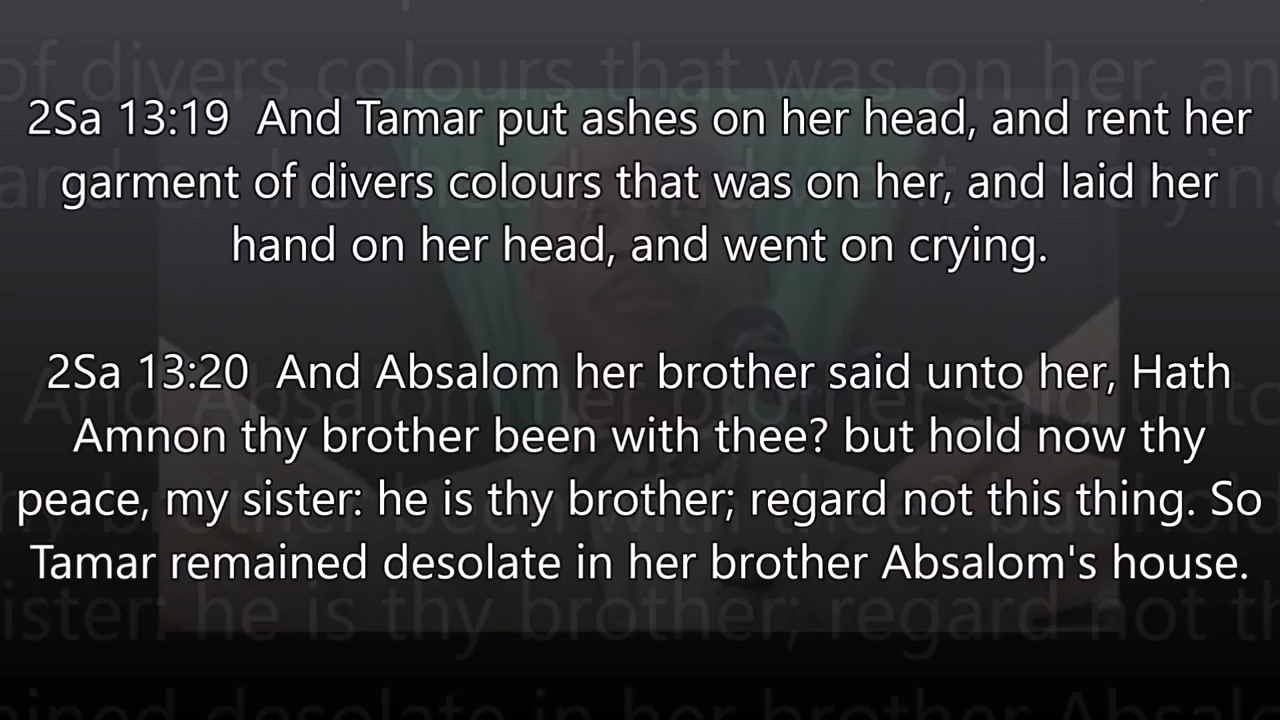 2Sa 13:19  And Tamar put ashes on her head, and rent her
garment of divers colours that was on her, and laid her
hand on her head, and went on crying.
2Sa 13:20  And Absalom her brother said unto her, Hath
Amnon thy brother been with thee? but hold now thy
peace, my sister: he is thy brother; regard not this thing. So
Tamar remained desolate in her brother Absalom's house.